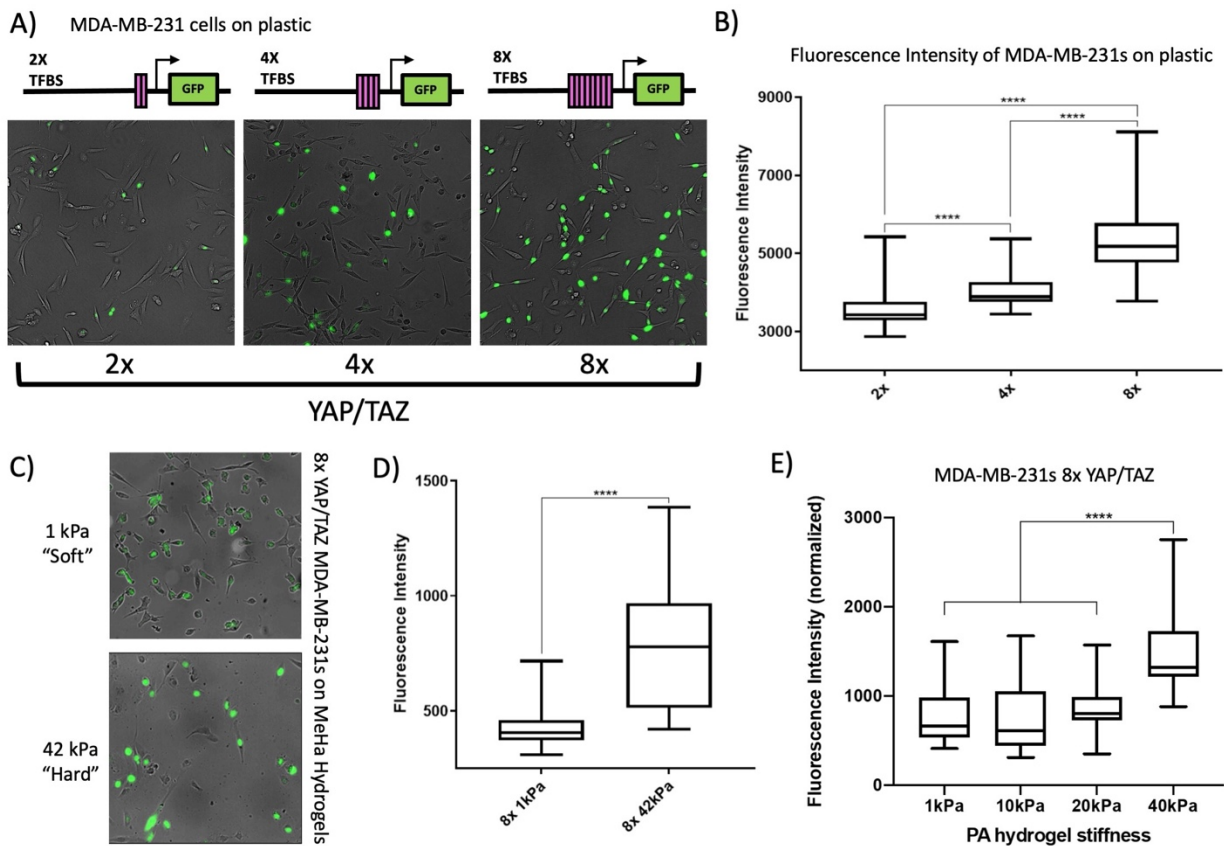 A) MDA-MB-231 cells on plastic
2X
TFBS
GFP
4X
TFBS
GFP
8X
TFBS
GFP
2x 4x 8x
YAP/TAZ
B)
Fluorescence Intensity of MDA-MB-231s on plastic
Fluorescence Intensity
9000
7000
5000
3000
****
****
****
2x 4x 8x
C)
1 kPa
“Soft”
42 kPa
“Hard”
8x YAP/TAZ MDA-MB-231s on MeHa Hydrogels
D)
Fluorescence Intensity
1500
1000
500
****
8x 1kPa 8x 42kPa
E)
MDA-MB-231s 8x YAP/TAZ
Fluorescence Intensity (normalized)
3000
2000
1000
0
****
1kPa 10kPa 20kPa 40kPa
PA hydrogel stiffness